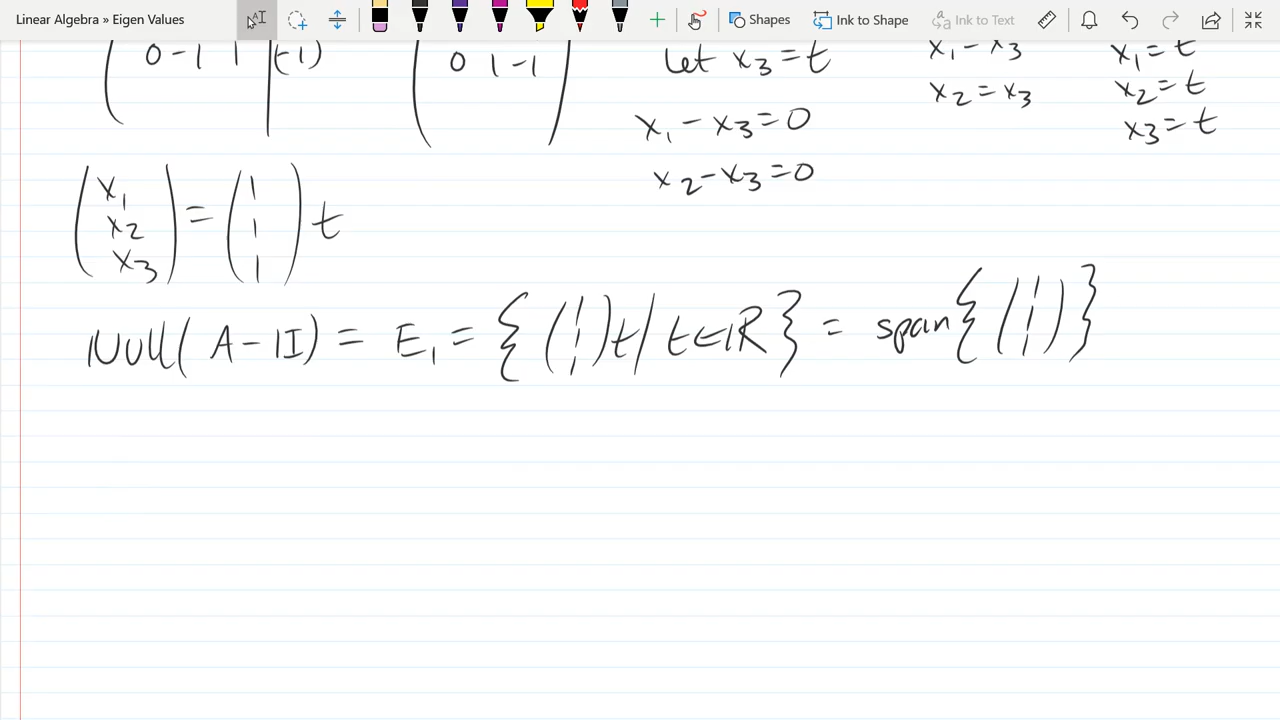 Linear Algebra » Eigen Values
Shapes
Ink to Shape
Ink to Text
0 -1 1 | (-1)
0 1 -1
let x3 = t
x1 - x3
x2 = x3
x1 = t
x2 = t
x3 = t
x1 - x3 = 0
x2 - x3 = 0
(x1 x2 x3) = (1 1 1) t
Null(A-1I) = E1 = {(1 1 1)t | t∈ℝ} = span{(1 1 1)}